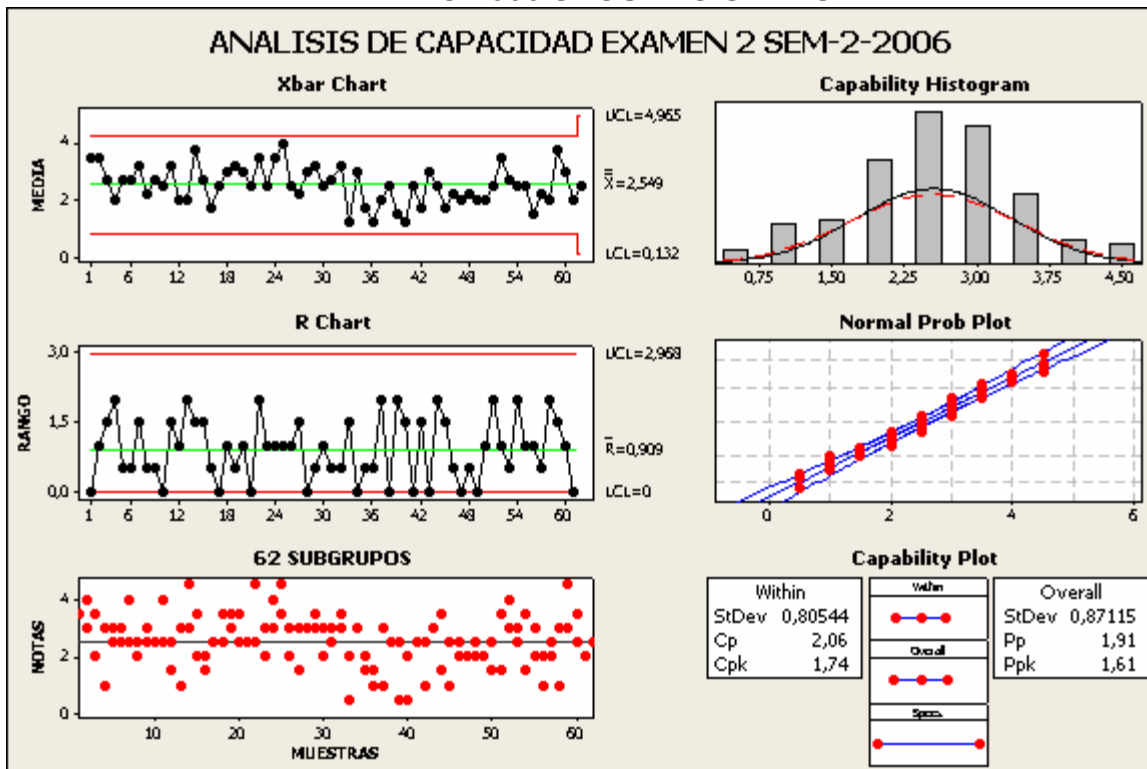 ANALISIS DE CAPACIDAD EXAMEN 2 SEM-2-2006
Xbar Chart
MEDIA
4
2
0
1 6 12 18 24 30 36 42 48 54 60
UCL=4,965
X=2,549
LCL=0,132
Capability Histogram
0,75 1,50 2,25 3,00 3,75 4,50
R Chart
RANGO
3,0
1,5
0,0
1 6 12 18 24 30 36 42 48 54 60
UCL=2,968
R=0,909
LCL=0
Normal Prob Plot
0 2 4 6
62 SUBGRUPOS
NOTAS
4
2
0
10 20 30 40 50 60
MUESTRAS
Capability Plot
Within
StDev 0,80544
Cp 2,06
Cpk 1,74
Within
Overall
Specs
Overall
StDev 0,87115
Pp 1,91
Ppk 1,61